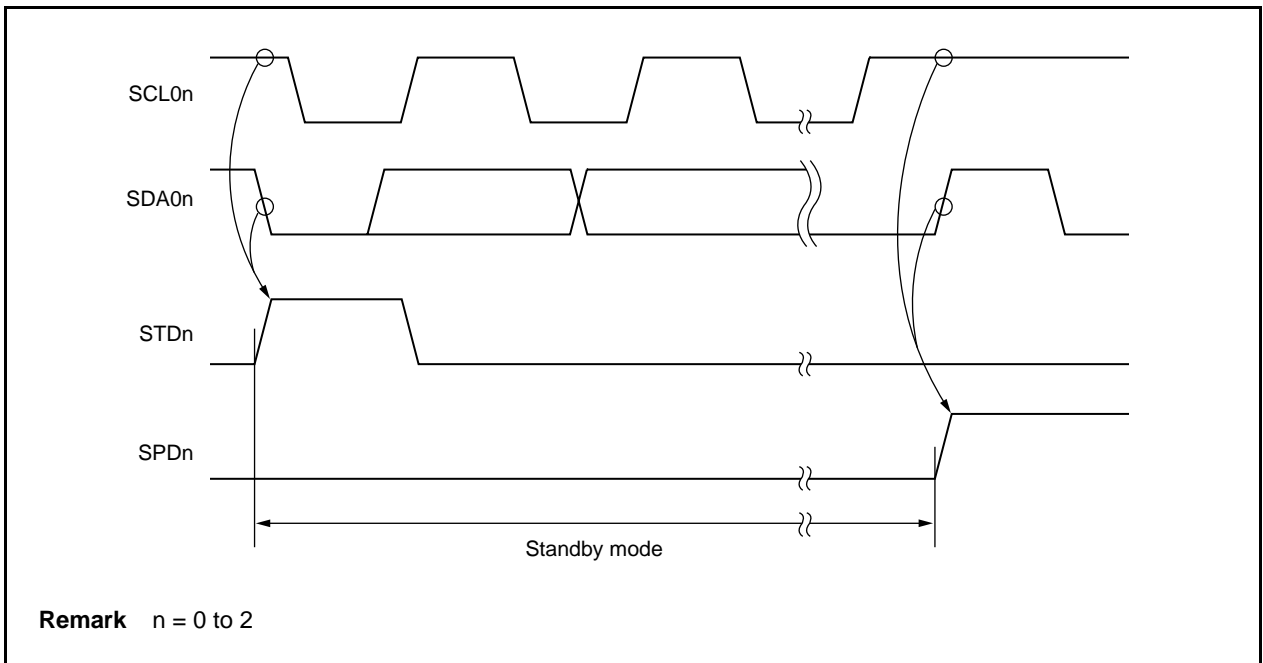 SCL0n
SDA0n
STDn
SPDn
Standby mode
Remark n = 0 to 2